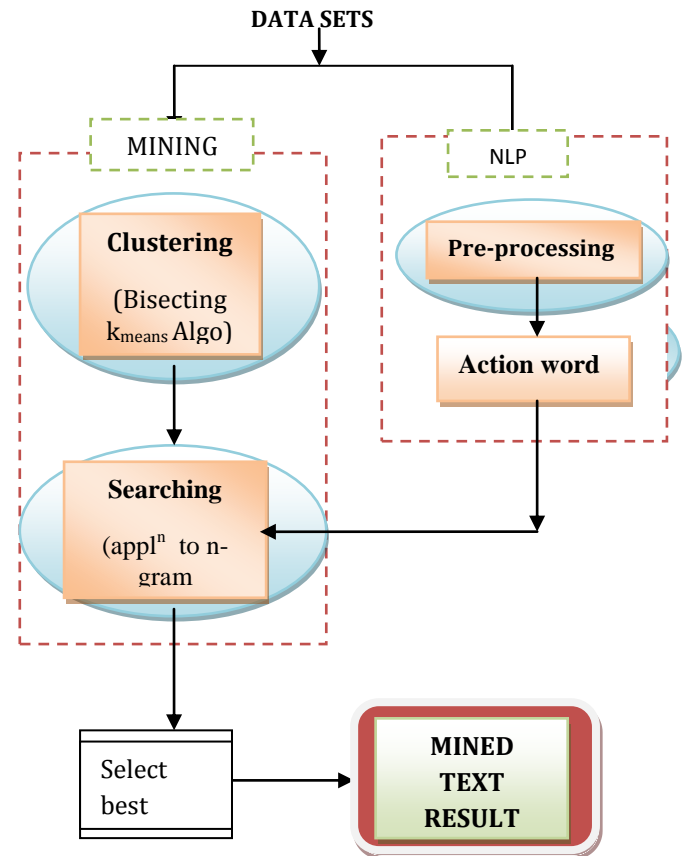 DATA SETS
MINING
Clustering
(Bisecting
kmeans Algo)
Searching
(applⁿ to n-
gram
NLP
Pre-processing
Action word
Select
best
MINED
TEXT
RESULT